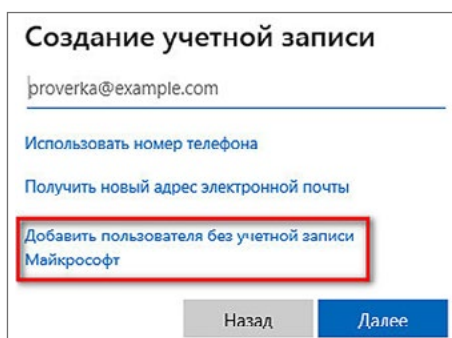 Создание учетной записи
proverka@example.com
Использовать номер телефона
Получить новый адрес электронной почты
Добавить пользователя без учетной записи
Майкрософт
Назад Далее